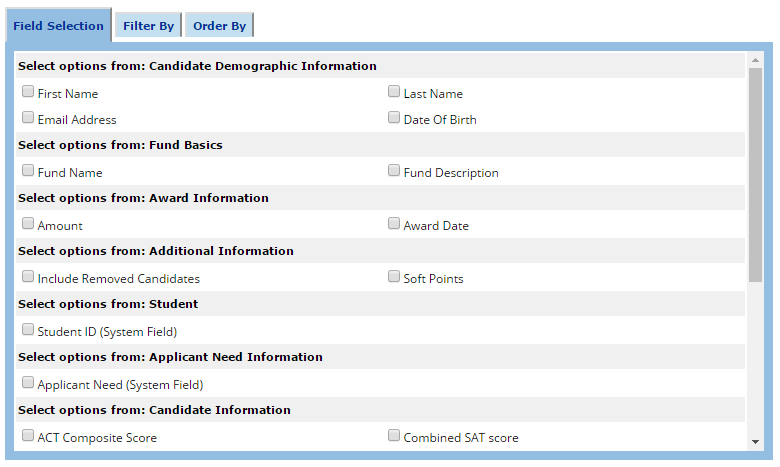 Field Selection Filter By Order By
Select options from: Candidate Demographic Information
First Name Last Name
Email Address Date Of Birth
Select options from: Fund Basics
Fund Name Fund Description
Select options from: Award Information
Amount Award Date
Select options from: Additional Information
Include Removed Candidates Soft Points
Select options from: Student
Student ID (System Field)
Select options from: Applicant Need Information
Applicant Need (System Field)
Select options from: Candidate Information
ACT Composite Score Combined SAT score